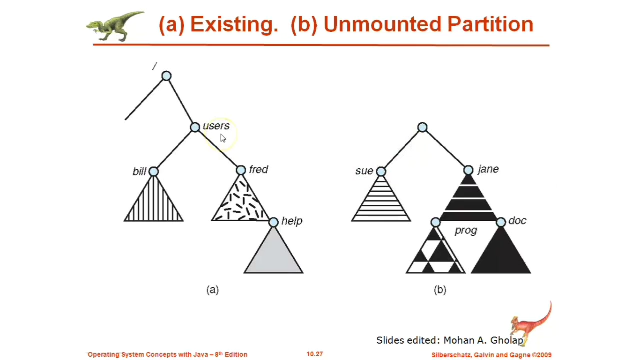 (a) Existing. (b) Unmounted Partition
/
users
bill
fred
help
sue
jane
prog
doc
(a)
(b)
Slides edited: Mohan A. Gholap
Operating System Concepts with Java – 8th Edition
10.27
Silberschatz, Galvin and Gagne ©2009